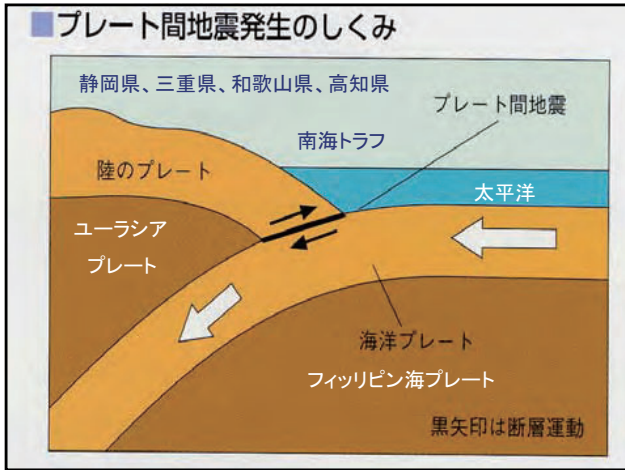 ■プレート間地震発生のしくみ
静岡県、三重県、和歌山県、高知県
プレート間地震
南海トラフ
陸のプレート
太平洋
ユーラシア
プレート
海洋プレート
フィッリピン海プレート
黒矢印は断層運動